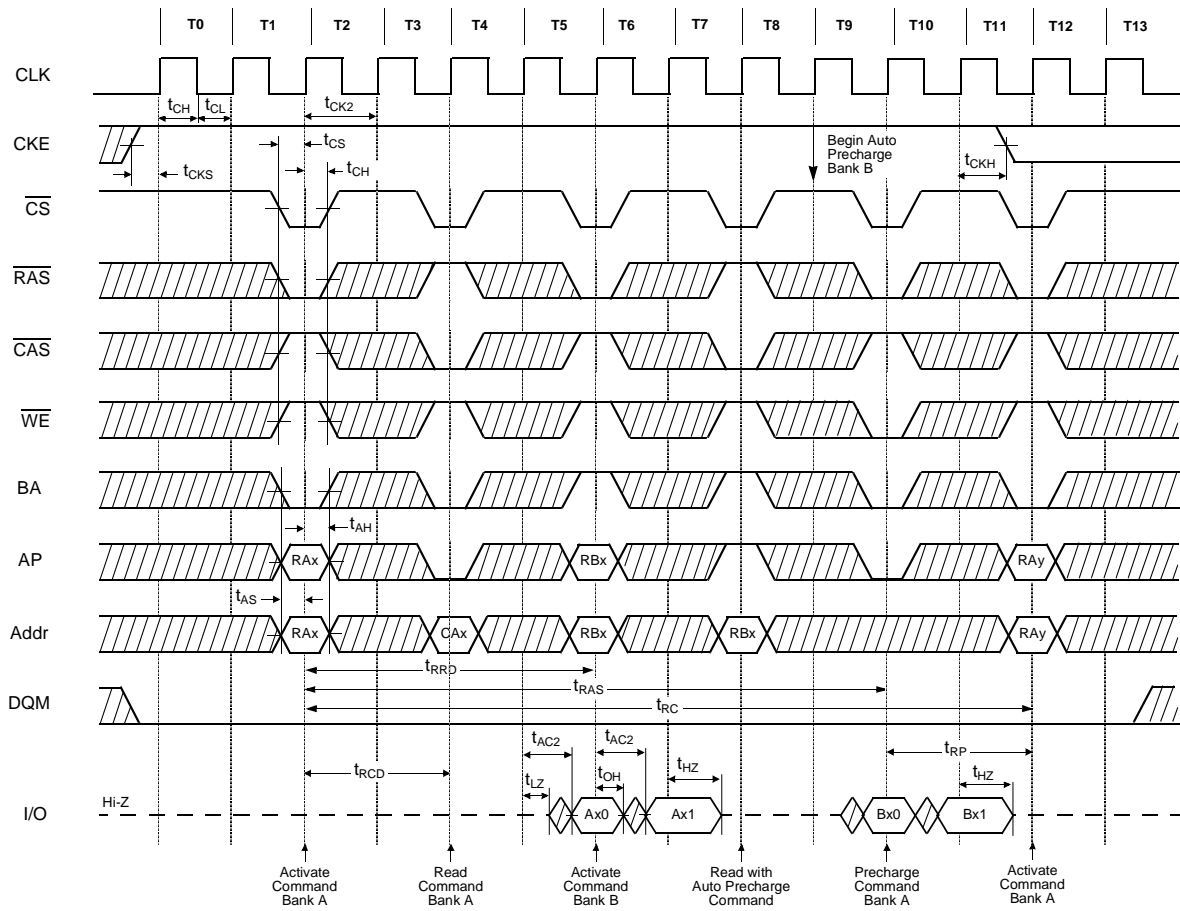 T0 T1 T2 T3 T4 T5 T6 T7 T8 T9 T10 T11 T12 T13
CLK
tCH tCL tCK2
CKE
tCS
Begin Auto
Precharge
Bank B
tCKS
tCH
tCKH
CS
RAS
CAS
WE
BA
tAH
AP
RAx RBx RAy
tAS
Addr
RAx CAx RBx RBx RAy
tRRD
tRAS
DQM
tRC
tAC2 tAC2 tRP
tRCD tLZ tOH tHZ tHZ
Hi-Z
I/O
Ax0 Ax1 Bx0 Bx1
Activate
Command
Bank A
Read
Command
Bank A
Activate
Command
Bank B
Read with
Auto Precharge
Command
Precharge
Command
Bank A
Activate
Command
Bank A